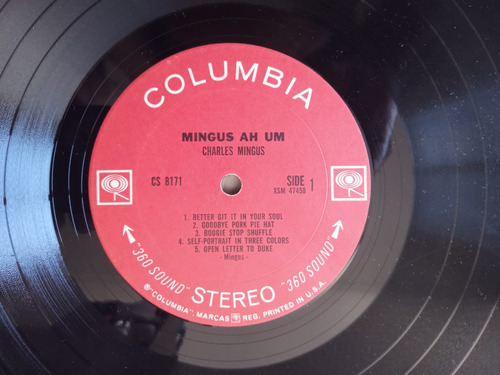 COLUMBIA
MINGUS AH UM
CHARLES MINGUS
CS 8171
SIDE 1
XSM 47458
1. BETTER GIT IT IN YOUR SOUL
2. GOODBYE PORK PIE HAT
3. BOOGIE STOP SHUFFLE
4. SELF-PORTRAIT IN THREE COLORS
5. OPEN LETTER TO DUKE
- Mingus -
"360 SOUND" STEREO "360 SOUND"
℗ "COLUMBIA", MARCAS REG. PRINTED IN U.S.A.